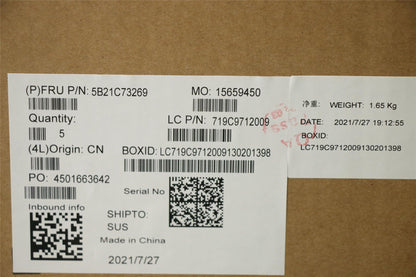 (P)FRU P/N: 5B21C73269
MO: 15659450
Quantity:
5
LC P/N: 719C9712009
(4L)Origin: CN
BOXID: LC719C9712009130201398
PO: 4501663642
Serial No
Inbound info
SHIPTO:
SUS
Made in China
2021/7/27
净重: WEIGHT: 1.65 Kg
DATE: 2021/7/27 19:12:55
BOXID:
LC719C9712009130201398